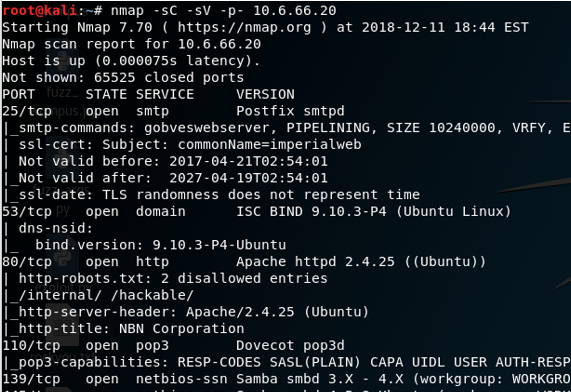 root@kali:~# nmap -sC -sV -p- 10.6.66.20
Starting Nmap 7.70 ( https://nmap.org ) at 2018-12-11 18:44 EST
Nmap scan report for 10.6.66.20
Host is up (0.000075s latency).
Not shown: 65525 closed ports
PORT    STATE SERVICE     VERSION
25/tcp  open  smtp        Postfix smtpd
|_smtp-commands: gobveswebserver, PIPELINING, SIZE 10240000, VRFY, E
| ssl-cert: Subject: commonName=imperialweb
| Not valid before: 2017-04-21T02:54:01
|_Not valid after:  2027-04-19T02:54:01
|_ssl-date: TLS randomness does not represent time
53/tcp  open  domain      ISC BIND 9.10.3-P4 (Ubuntu Linux)
| dns-nsid:
|_  bind.version: 9.10.3-P4-Ubuntu
80/tcp  open  http        Apache httpd 2.4.25 ((Ubuntu))
| http-robots.txt: 2 disallowed entries
|_/internal/ /hackable/
|_http-server-header: Apache/2.4.25 (Ubuntu)
|_http-title: NBN Corporation
110/tcp open  pop3        Dovecot pop3d
|_pop3-capabilities: RESP-CODES SASL(PLAIN) CAPA UIDL USER AUTH-RESP
139/tcp open  netbios-ssn Samba smbd 3.X - 4.X (workgroup: WORKGRO